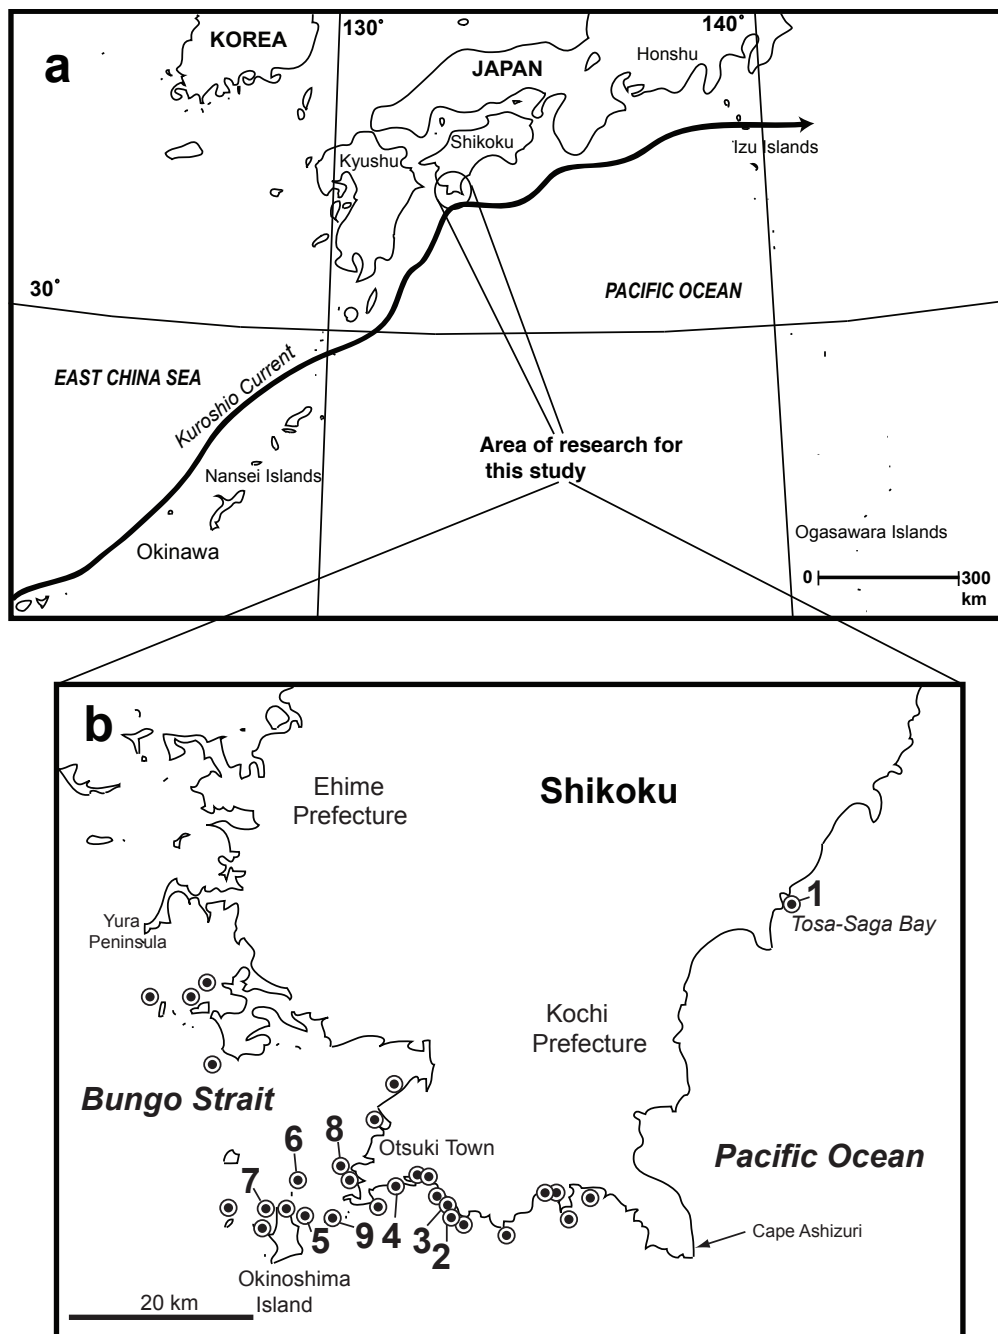 a
KOREA
130°
140°
Honshu
JAPAN
Shikoku
Kyushu
Izu Islands
30°
PACIFIC OCEAN
EAST CHINA SEA
Kuroshio Current
Area of research for
this study
Nansei Islands
Okinawa
Ogasawara Islands
0
300
km
b
Ehime
Prefecture
Shikoku
1
Tosa-Saga Bay
Yura
Peninsula
Kochi
Prefecture
Bungo Strait
Otsuki Town
Pacific Ocean
6
8
7
5
9
4
3
2
Cape Ashizuri
Okinoshima
Island
20 km